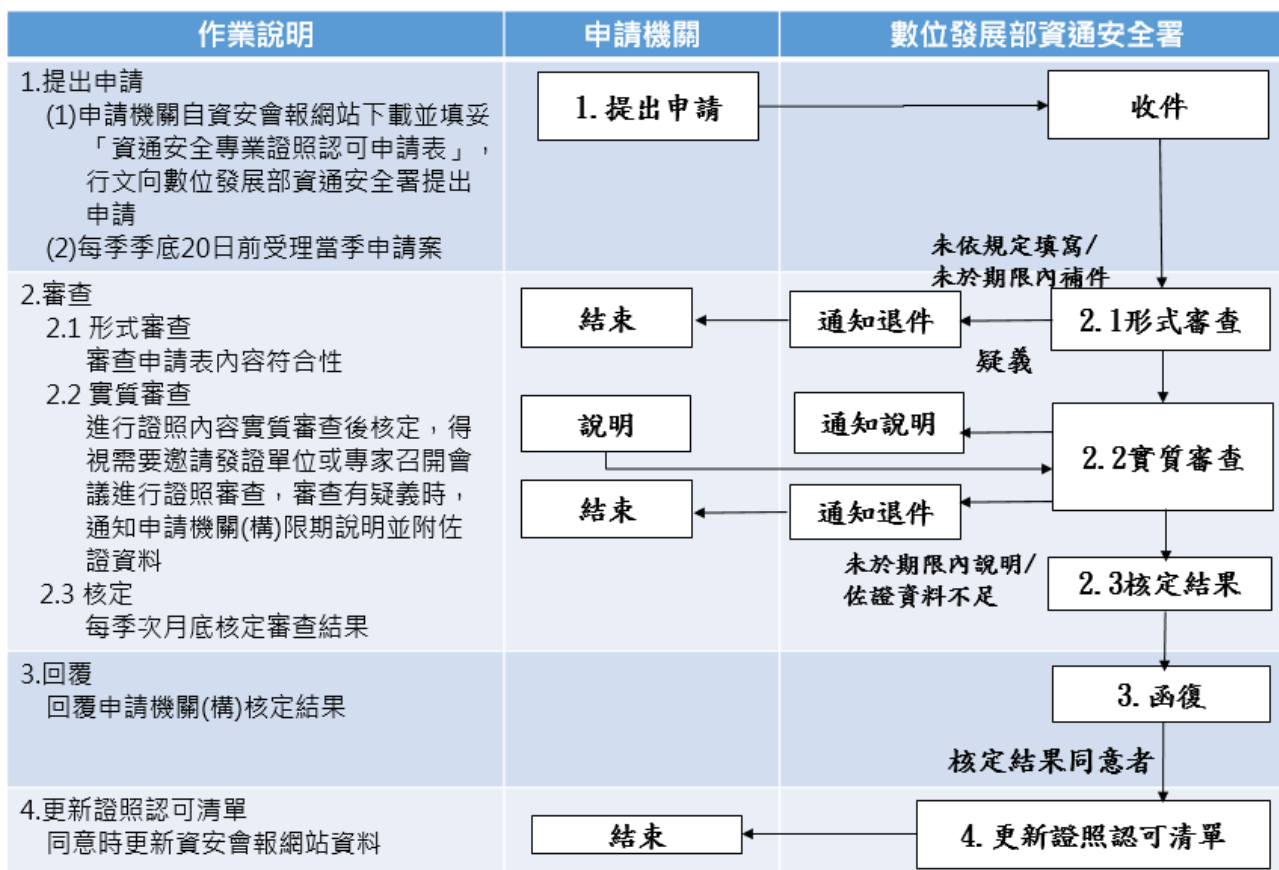 作業說明
申請機關
數位發展部資通安全署
1.提出申請
(1)申請機關自資安會報網站下載並填妥
「資通安全專業證照認可申請表」，
行文向數位發展部資通安全署提出
申請
(2)每季季底20日前受理當季申請案
1.提出申請
收件
未依規定填寫/
未於期限內補件
2.審查
2.1 形式審查
審查申請表內容符合性
2.2 實質審查
進行證照內容實質審查後核定，得
視需要邀請發證單位或專家召開會
議進行證照審查，審查有疑義時，
通知申請機關(構)限期說明並附佐
證資料
2.3 核定
每季次月底核定審查結果
結束
通知退件
2.1形式審查
疑義
說明
通知說明
2.2實質審查
結束
通知退件
未於期限內說明/
佐證資料不足
2.3核定結果
3.回覆
回覆申請機關(構)核定結果
3.函復
核定結果同意者
4.更新證照認可清單
同意時更新資安會報網站資料
結束
4.更新證照認可清單